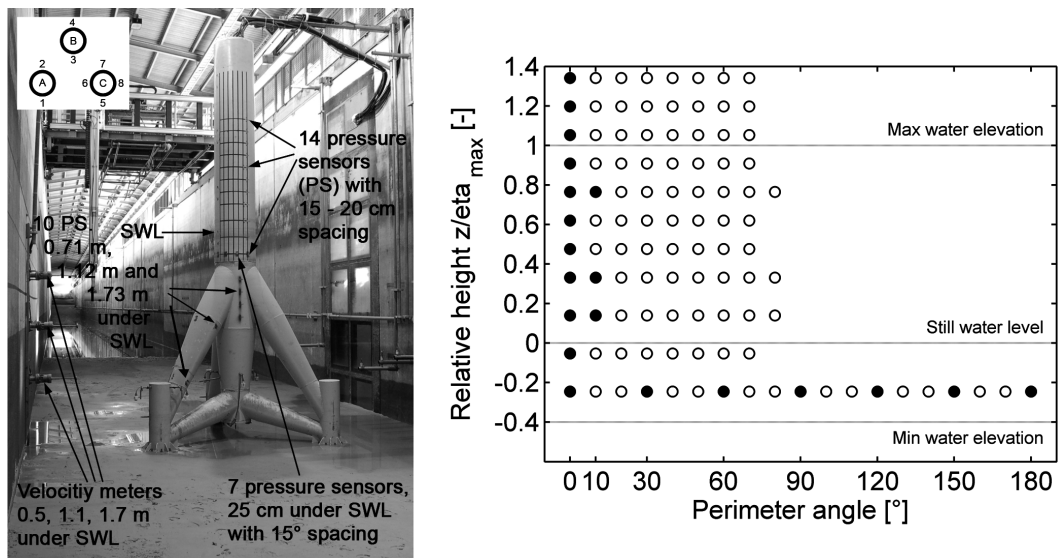 4
B
3
2
7
A
6
C
8
1
5
14 pressure
sensors
(PS) with
15 - 20 cm
spacing
SWL
10 PS.
0.71 m,
1.12 m and
1.73 m
under
SWL
Velocitiy meters
0.5, 1.1, 1.7 m
under SWL
7 pressure sensors,
25 cm under SWL
with 15° spacing
Relative height z/eta max [-]
1.4
1.2
1
0.8
0.6
0.4
0.2
0
-0.2
-0.4
Max water elevation
Still water level
Min water elevation
0 10 30 60 90 120 150 180
Perimeter angle [°]